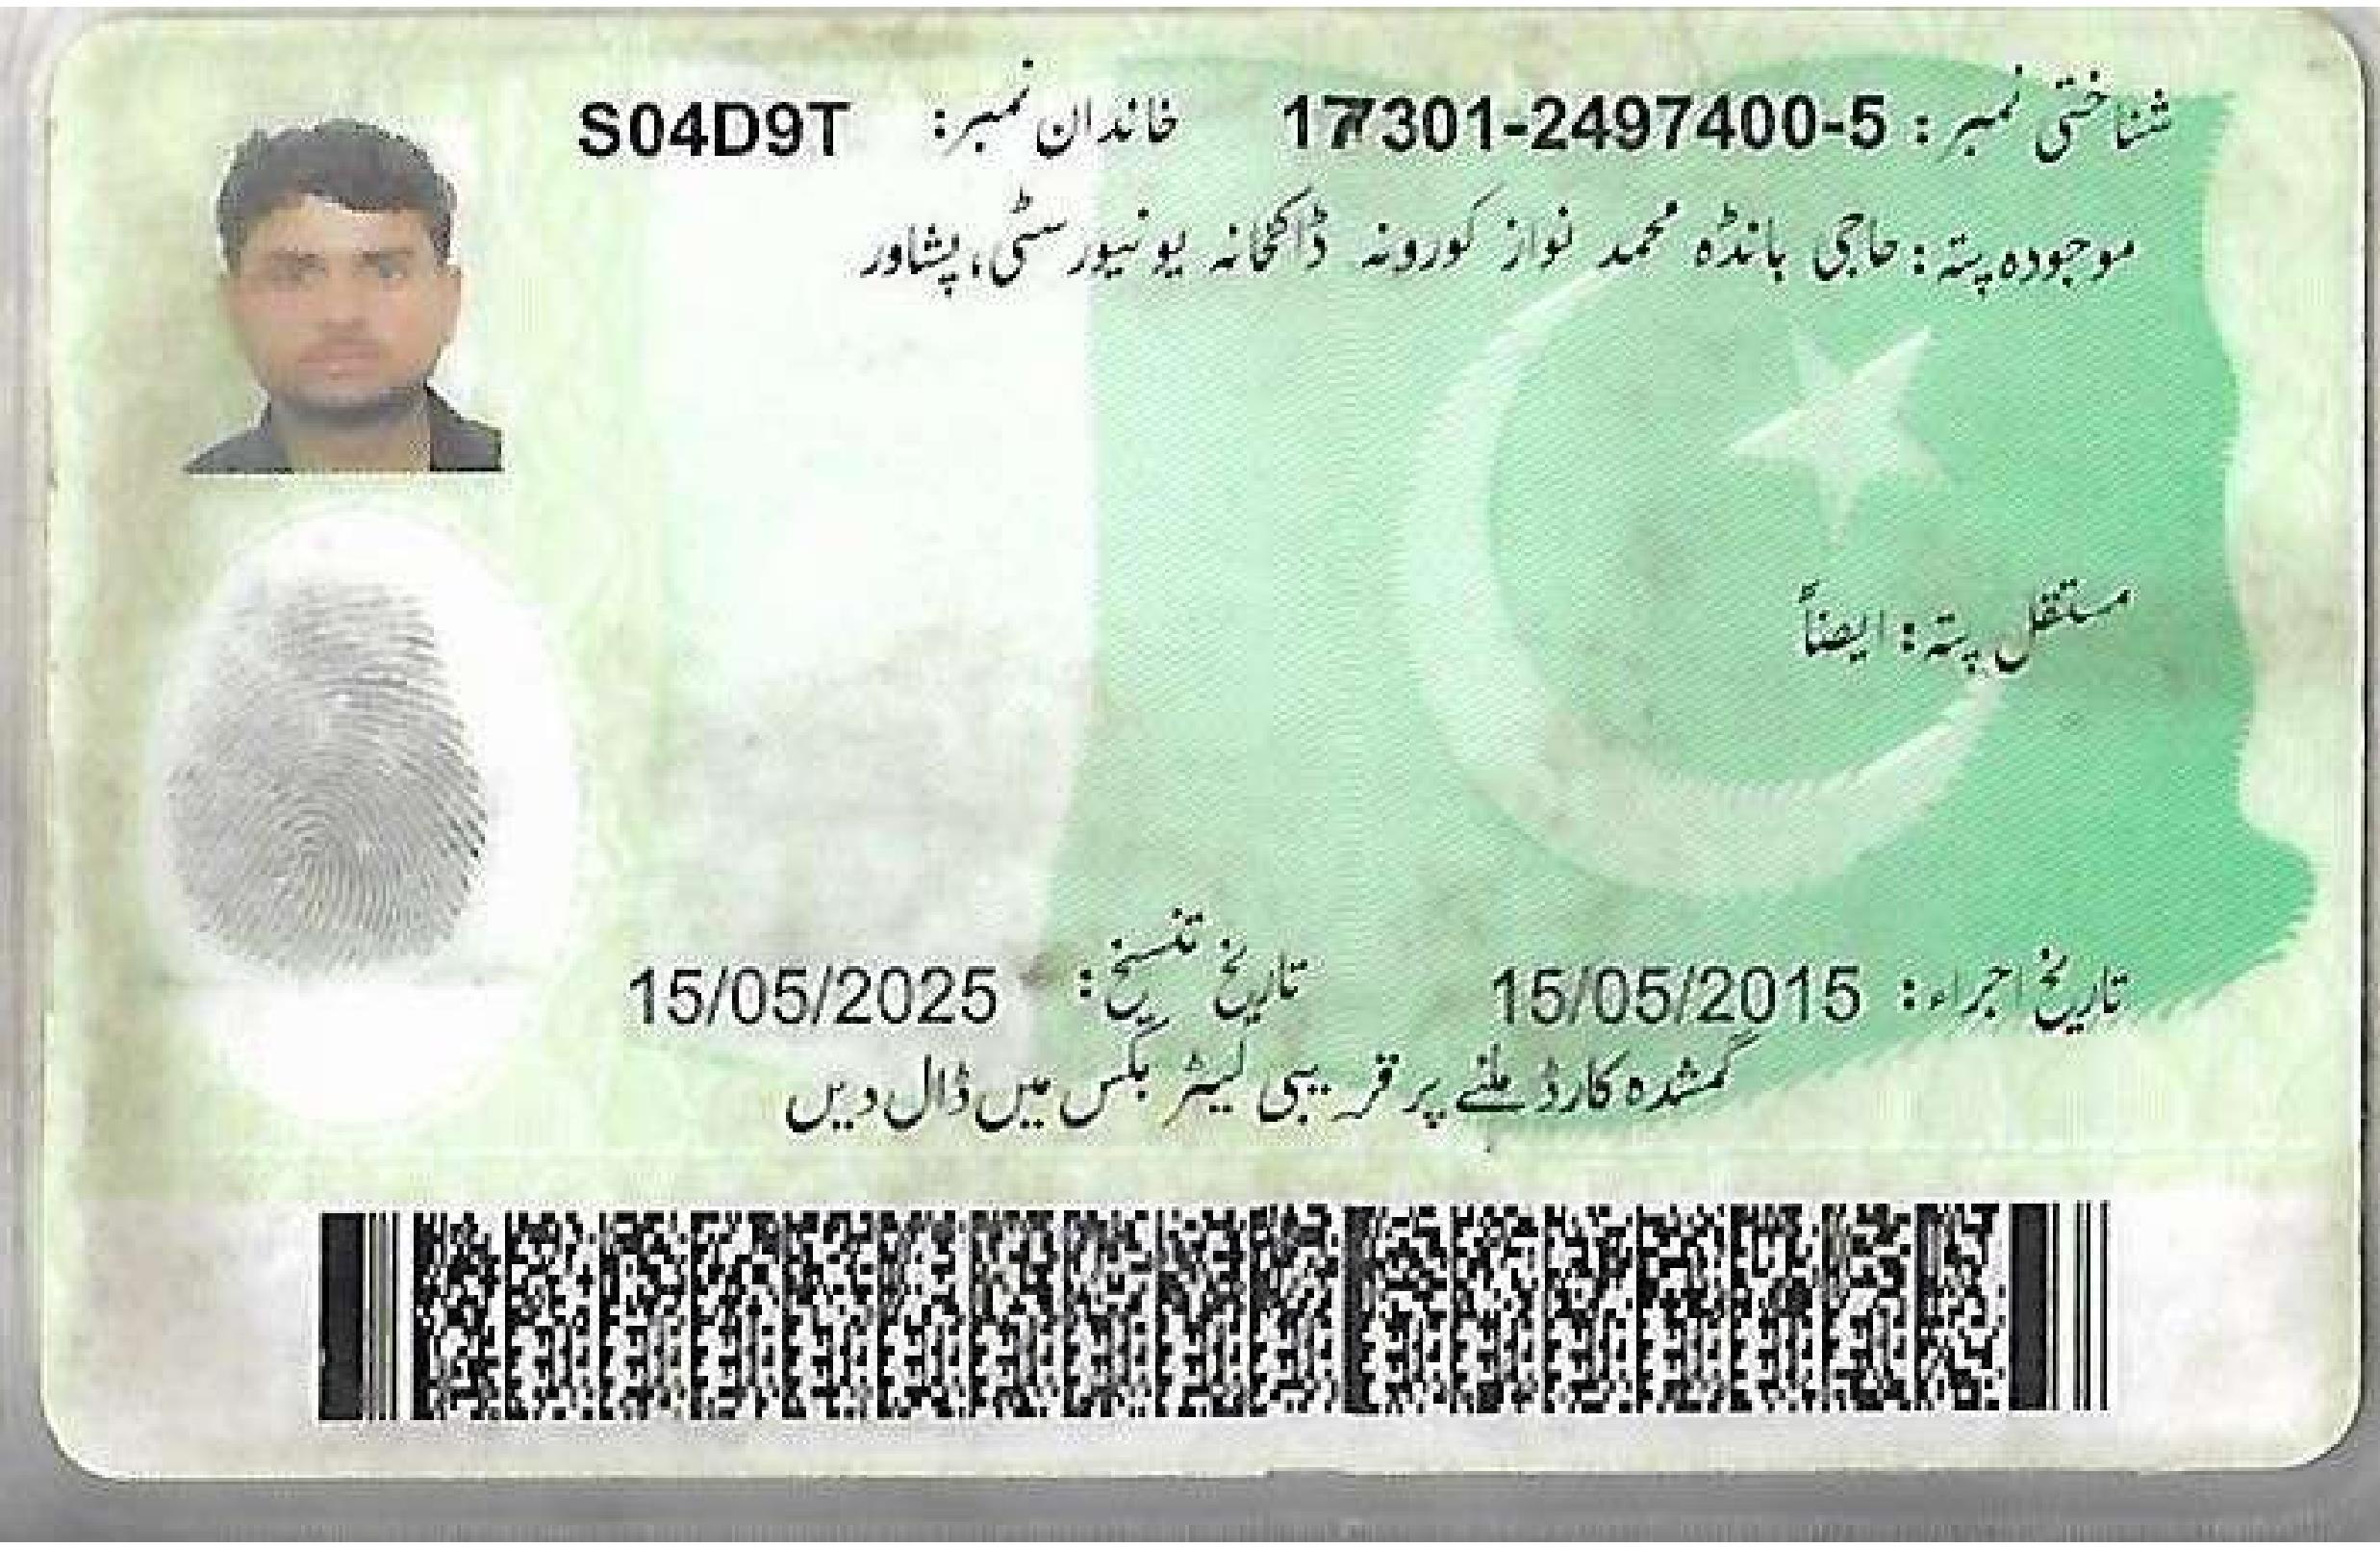 شناختی نمبر: 17301-2497400-5 خاندان نمبر: S04D9T
موجودہ پتہ: حاجی بانڈہ محمد نواز کورونہ ڈاکخانہ یونیورسٹی، پشاور
مستقل پتہ: ایضاً
تاریخ اجراء: 15/05/2015 تاریخ تنسیخ: 15/05/2025
گمشدہ کارڈ ملنے پر قریبی لیٹر بکس میں ڈال دیں